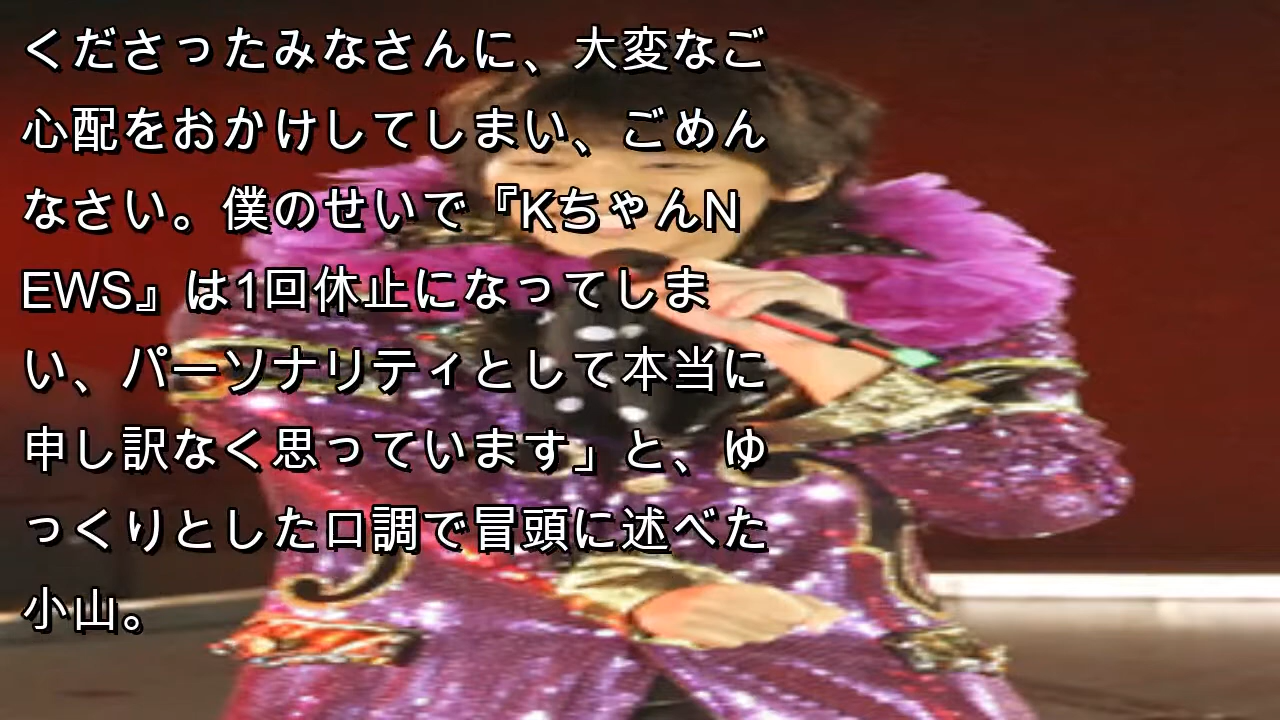 くださったみなさんに、大変なご
心配をおかけしてしまい、ごめん
なさい。僕のせいで『KちゃんN
EWS』は1回休止になってしま
い、パーソナリティとして本当に
申し訳なく思っています」と、ゆ
っくりとした口調で冒頭に述べた
小山。